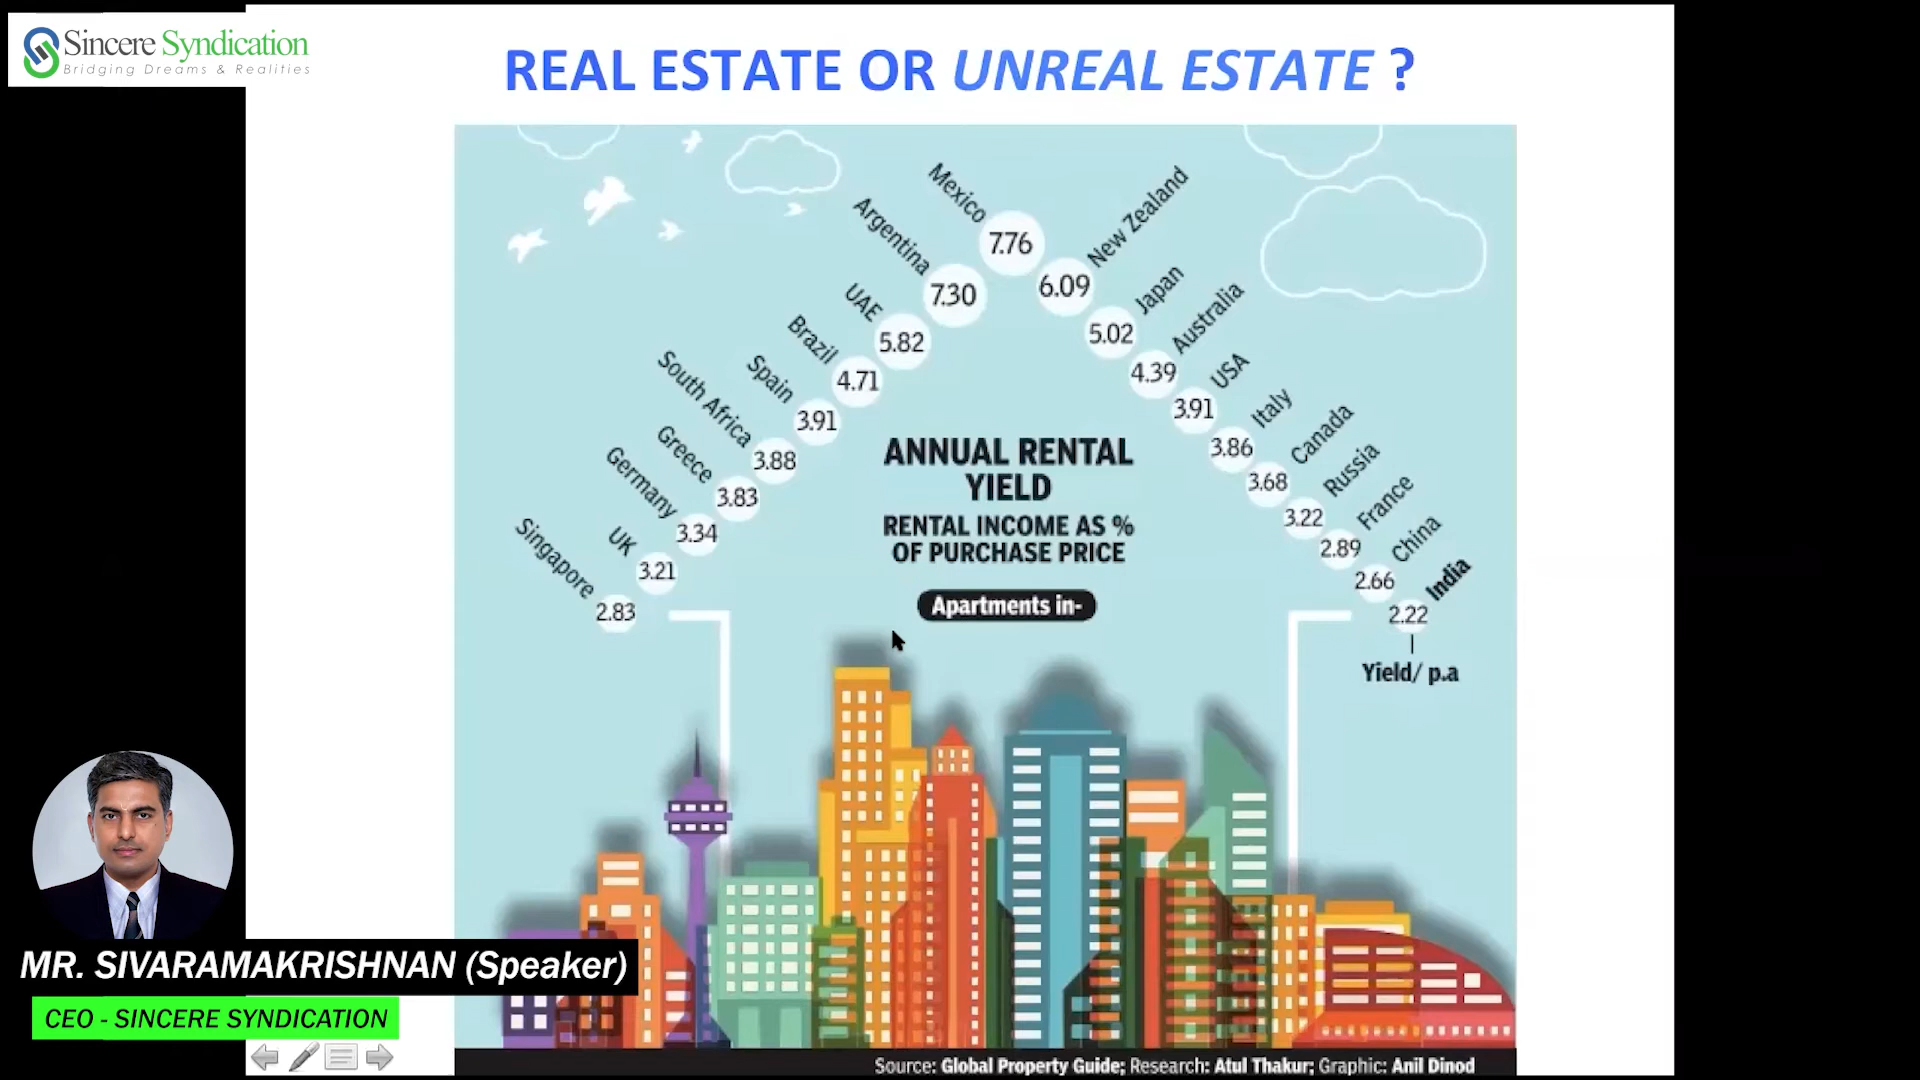 Sincere Syndication
Bridging Dreams & Realities
REAL ESTATE OR UNREAL ESTATE ?
Mexico
7.76
Argentina
7.30
UAE
5.82
Brazil
4.71
Spain
3.91
South Africa
3.88
Greece
3.83
Germany
3.34
UK
3.21
Singapore
2.83
New Zealand
6.09
Japan
5.02
Australia
4.39
USA
3.91
Italy
3.86
Canada
3.68
Russia
3.22
France
2.89
China
2.66
India
2.22
Yield/ p.a
ANNUAL RENTAL
YIELD
RENTAL INCOME AS %
OF PURCHASE PRICE
Apartments in-
MR. SIVARAMAKRISHNAN (Speaker)
CEO - SINCERE SYNDICATION
Source: Global Property Guide; Research: Atul Thakur; Graphic: Anil Dinod